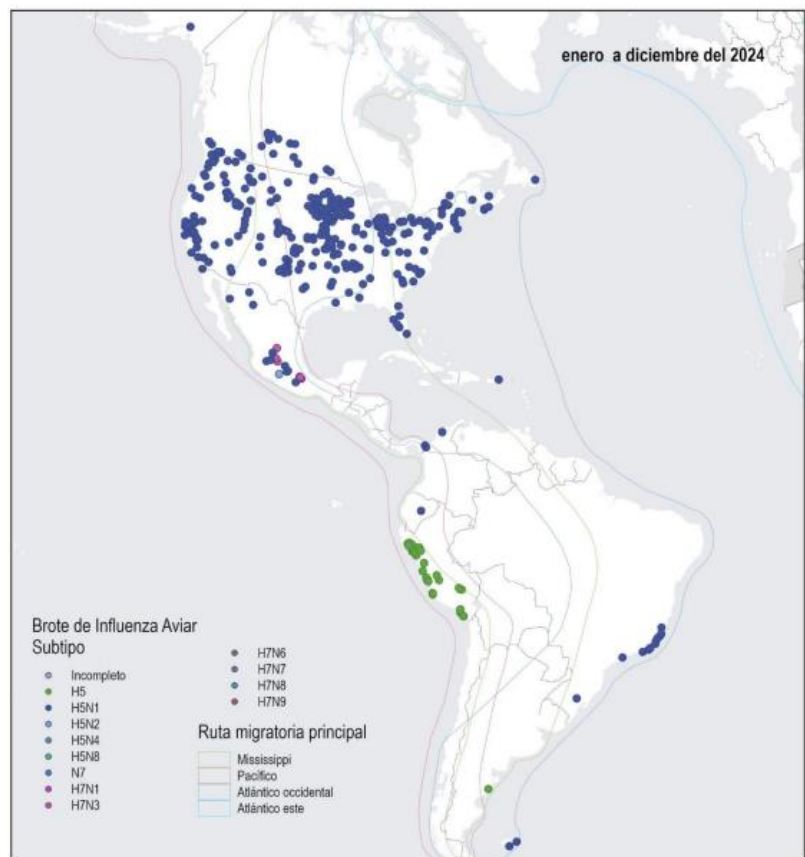 enero a diciembre del 2024
Brote de Influenza Aviar
Subtipo
Incompleto
H5
H5N1
H5N2
H5N4
H5N8
N7
H7N1
H7N3
H7N6
H7N7
H7N8
H7N9
Ruta migratoria principal
Mississippi
Pacífico
Atlántico occidental
Atlántico este